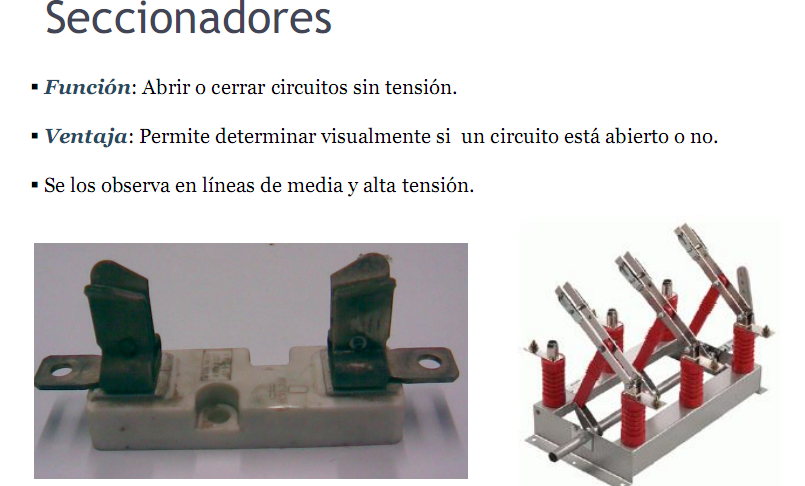 Seccionadores
▪ Función: Abrir o cerrar circuitos sin tensión.
▪ Ventaja: Permite determinar visualmente si un circuito está abierto o no.
▪ Se los observa en líneas de media y alta tensión.